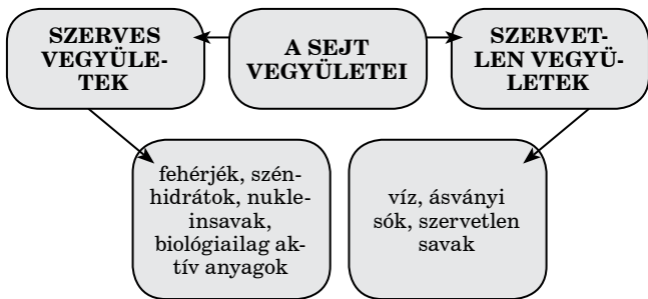 SZERVES
VEGYÜLE-
TEK
A SEJT
VEGYÜLETEI
SZERVET-
LEN VEGYÜ-
LETEK
fehérjék, szén-
hidrátok, nukle-
insavak,
biológiailag ak-
tív anyagok
víz, ásványi
sók, szervetlen
savak